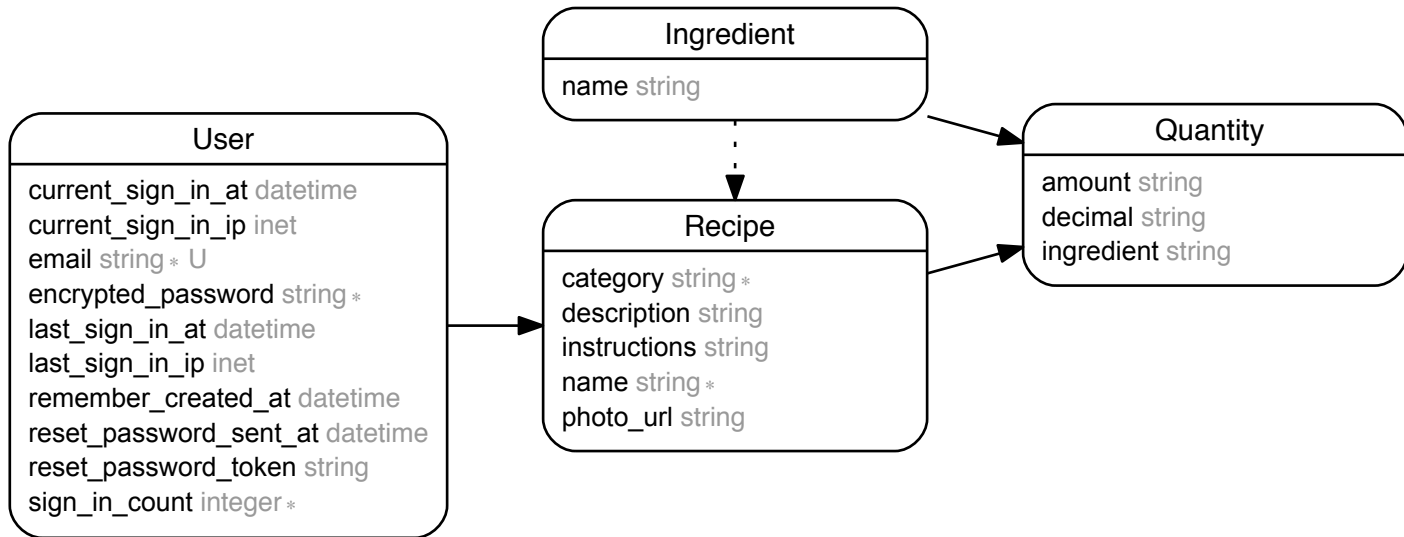 User
current_sign_in_at datetime
current_sign_in_ip inet
email string * U
encrypted_password string *
last_sign_in_at datetime
last_sign_in_ip inet
remember_created_at datetime
reset_password_sent_at datetime
reset_password_token string
sign_in_count integer *
Ingredient
name string
Recipe
category string *
description string
instructions string
name string *
photo_url string
Quantity
amount string
decimal string
ingredient string